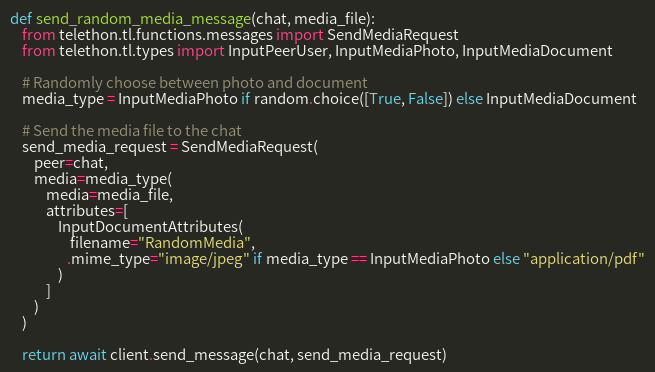 def send_random_media_message(chat, media_file):
from telethon.tl.functions.messages import SendMediaRequest
from telethon.tl.types import InputPeerUser, InputMediaPhoto, InputMediaDocument
# Randomly choose between photo and document
media_type = InputMediaPhoto if random.choice([True, False]) else InputMediaDocument
# Send the media file to the chat
send_media_request = SendMediaRequest(
peer=chat,
media=media_type(
media=media_file,
attributes=[
InputDocumentAttributes(
filename="RandomMedia",
.mime_type="image/jpeg" if media_type == InputMediaPhoto else "application/pdf"
)
]
)
)
return await client.send_message(chat, send_media_request)